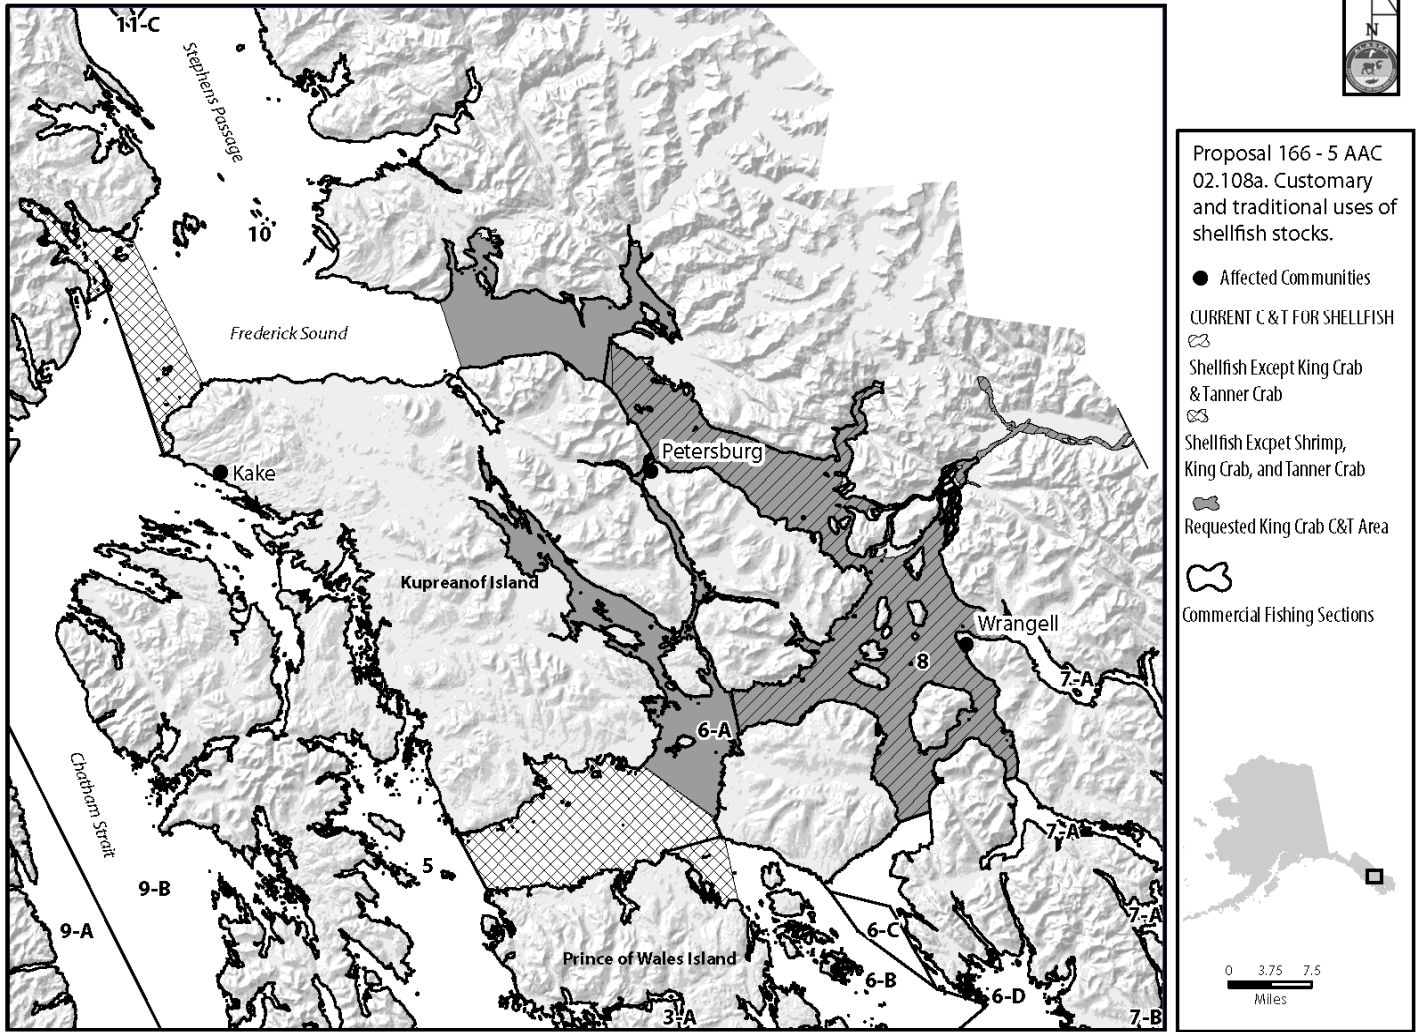 11-C
Stephens Passage
10
Frederick Sound
Petersburg
Kake
Kupreanof Island
Wrangell
8
7-A
6-A
Chatham Strait
7-A
5
9-B
7-A
9-A
6-C
Prince of Wales Island
6-B
6-D
3-A
7-B
N
ALASKA
Proposal 166 - 5 AAC
02.108a. Customary
and traditional uses of
shellfish stocks.
Affected Communities
CURRENT C & T FOR SHELLFISH
Shellfish Except King Crab
& Tanner Crab
Shellfish Excpet Shrimp,
King Crab, and Tanner Crab
Requested King Crab C&T Area
Commercial Fishing Sections
0 3.75 7.5
Miles